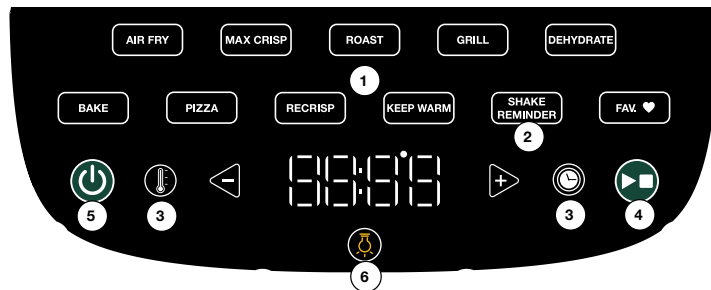 AIR FRY
MAX CRISP
ROAST
GRILL
DEHYDRATE
1
BAKE
PIZZA
RECRISP
KEEP WARM
SHAKE
REMINDER
FAV.
2
88:88
5
3
3
4
6